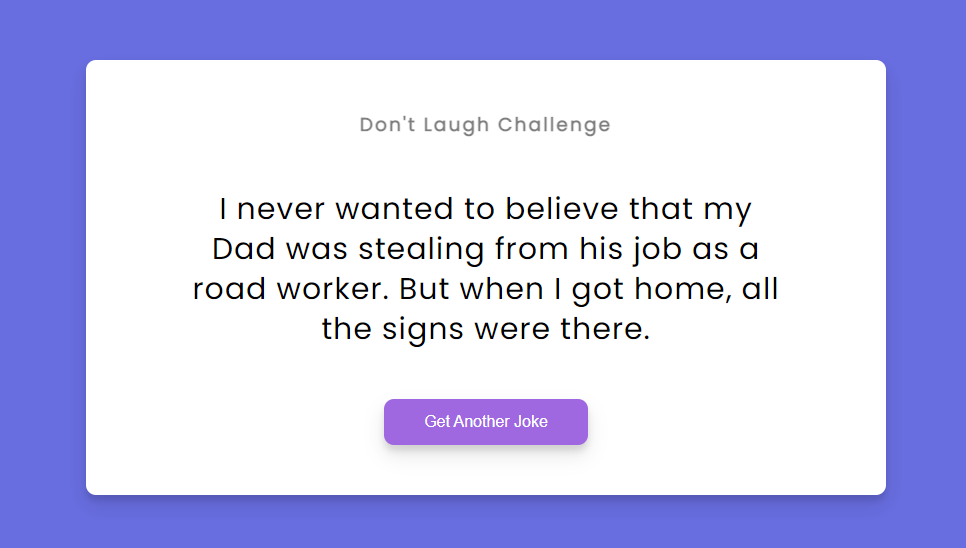 Don't Laugh Challenge
I never wanted to believe that my
Dad was stealing from his job as a
road worker. But when I got home, all
the signs were there.
Get Another Joke